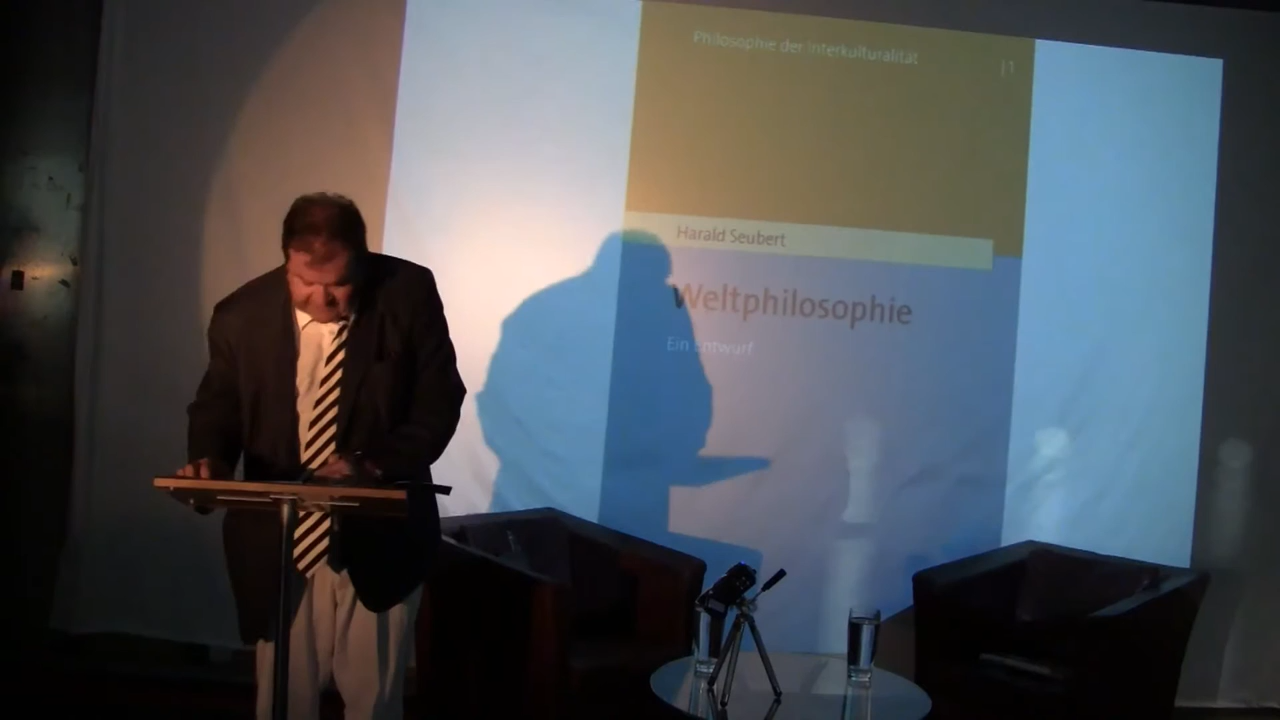 Philosophie der Interkulturalität
|1
Harald Seubert
Weltphilosophie
Ein Entwurf